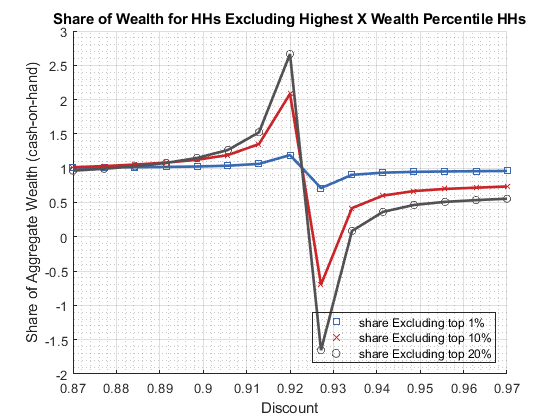 Share of Wealth for HHs Excluding Highest X Wealth Percentile HHs
Share of Aggregate Wealth (cash-on-hand)
3
2.5
2
1.5
1
0.5
0
-0.5
-1
-1.5
-2
share Excluding top 1%
share Excluding top 10%
share Excluding top 20%
0.87 0.88 0.89 0.9 0.91 0.92 0.93 0.94 0.95 0.96 0.97
Discount